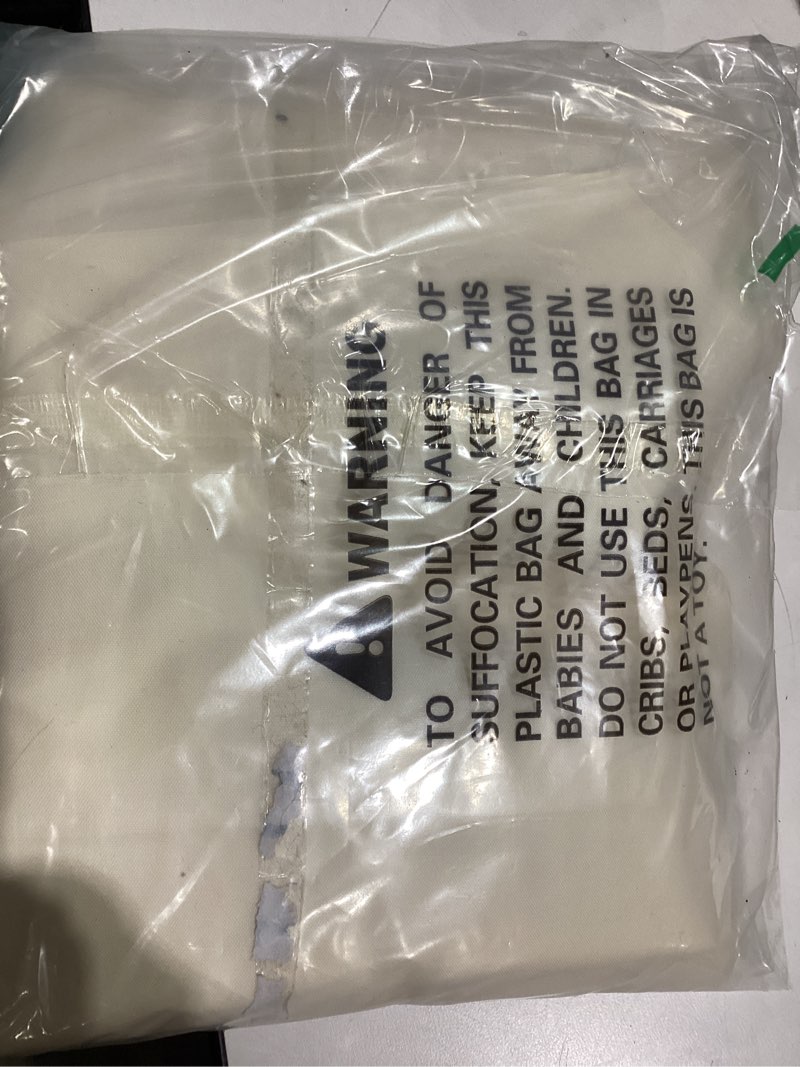 WARNING
TO AVOID DANGER OF
SUFFOCATION, KEEP THIS
PLASTIC BAG AWAY FROM
BABIES AND CHILDREN.
DO NOT USE THIS BAG IN
CRIBS, BEDS, CARRIAGES
OR PLAYPENS. THIS BAG IS
NOT A TOY.